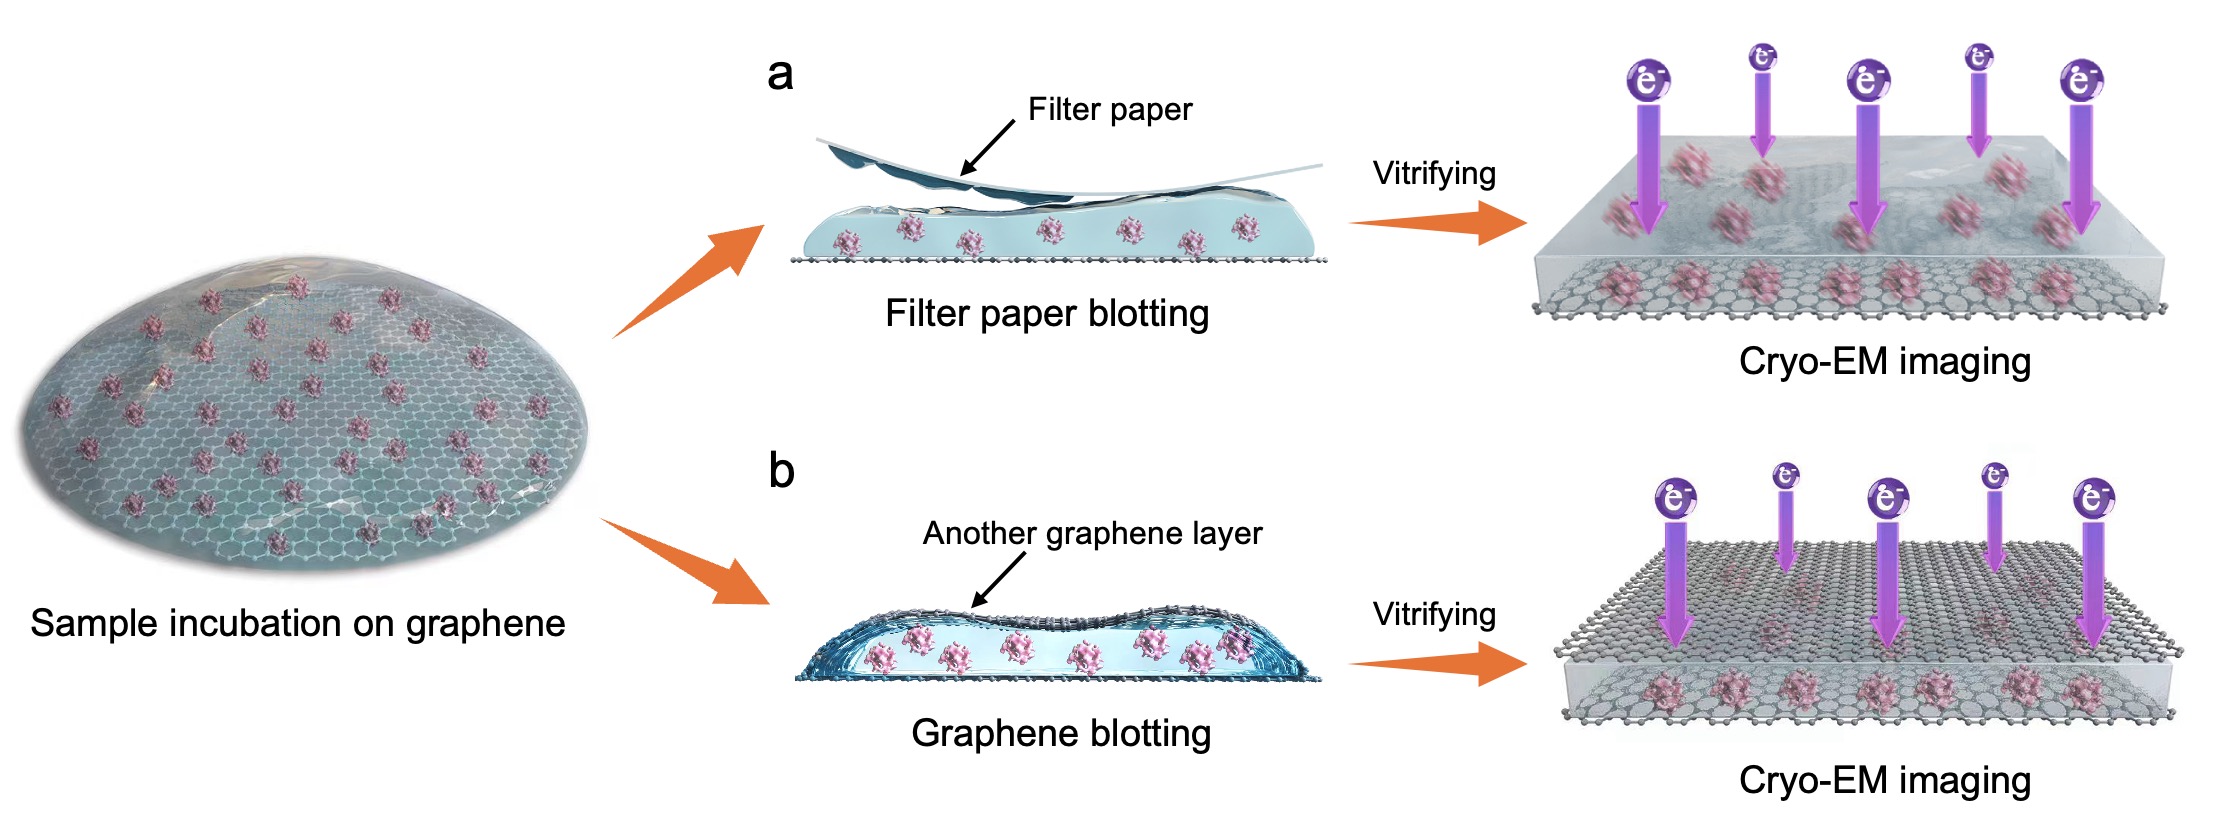 a
Filter paper
Vitrifying
Filter paper blotting
e-
e-
e-
e-
e-
Cryo-EM imaging
Sample incubation on graphene
b
Another graphene layer
Vitrifying
Graphene blotting
e-
e-
e-
e-
e-
Cryo-EM imaging